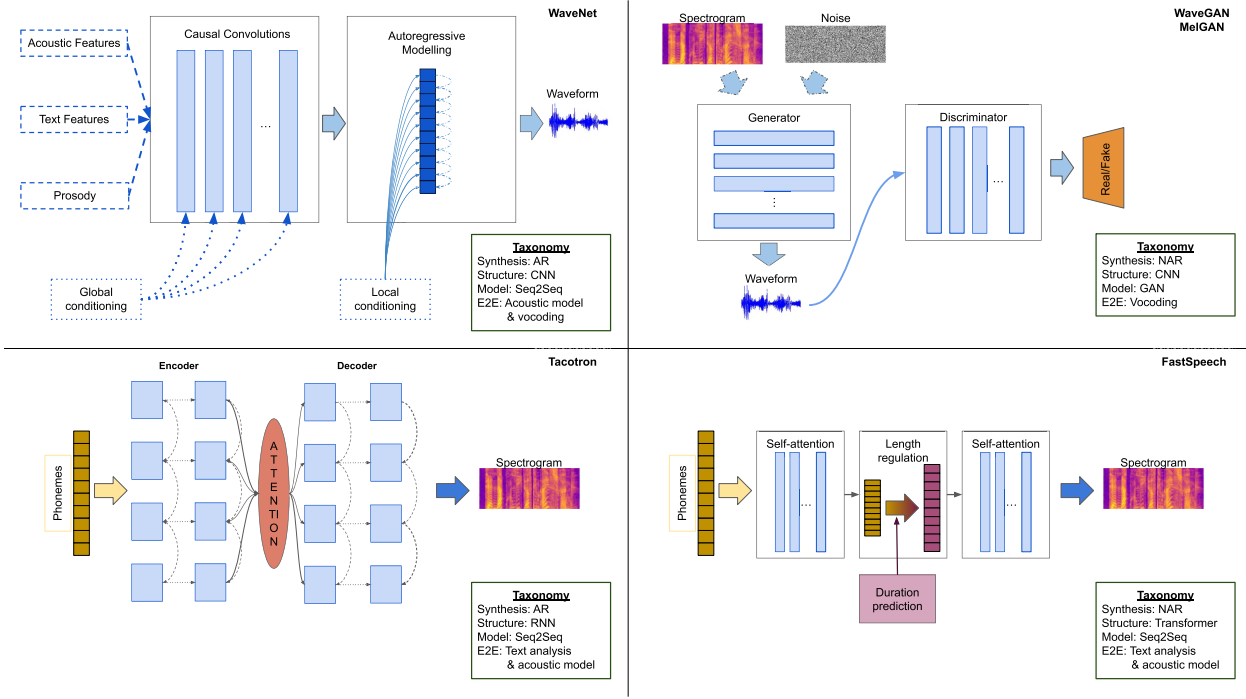 WaveNet
Acoustic Features
Text Features
Prosody
Causal Convolutions
...
Autoregressive
Modelling
Waveform
Global
conditioning
Local
conditioning
Taxonomy
Synthesis: AR
Structure: CNN
Model: Seq2Seq
E2E: Acoustic model
& vocoding
WaveGAN
MelGAN
Spectrogram
Noise
Generator
...
Waveform
Discriminator
...
Real/Fake
Taxonomy
Synthesis: NAR
Structure: CNN
Model: GAN
E2E: Vocoding
Tacotron
Encoder
Decoder
Phonemes
ATTENTION
Spectrogram
Taxonomy
Synthesis: AR
Structure: RNN
Model: Seq2Seq
E2E: Text analysis
& acoustic model
FastSpeech
Phonemes
Self-attention
...
Length
regulation
Self-attention
...
Duration
prediction
Spectrogram
Taxonomy
Synthesis: NAR
Structure: Transformer
Model: Seq2Seq
E2E: Text analysis
& acoustic model